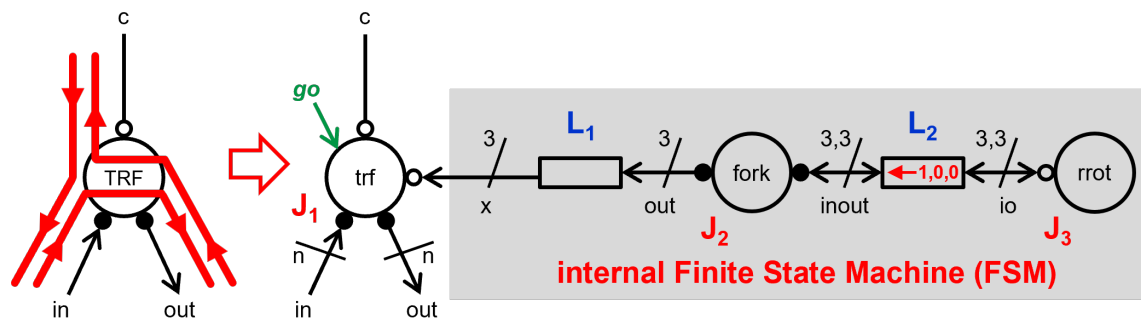 c
TRF
in
out
c
go
trf
J1
n
n
in
out
3
x
L1
3
out
fork
J2
3,3
inout
L2
1,0,0
3,3
io
rrot
J3
internal Finite State Machine (FSM)